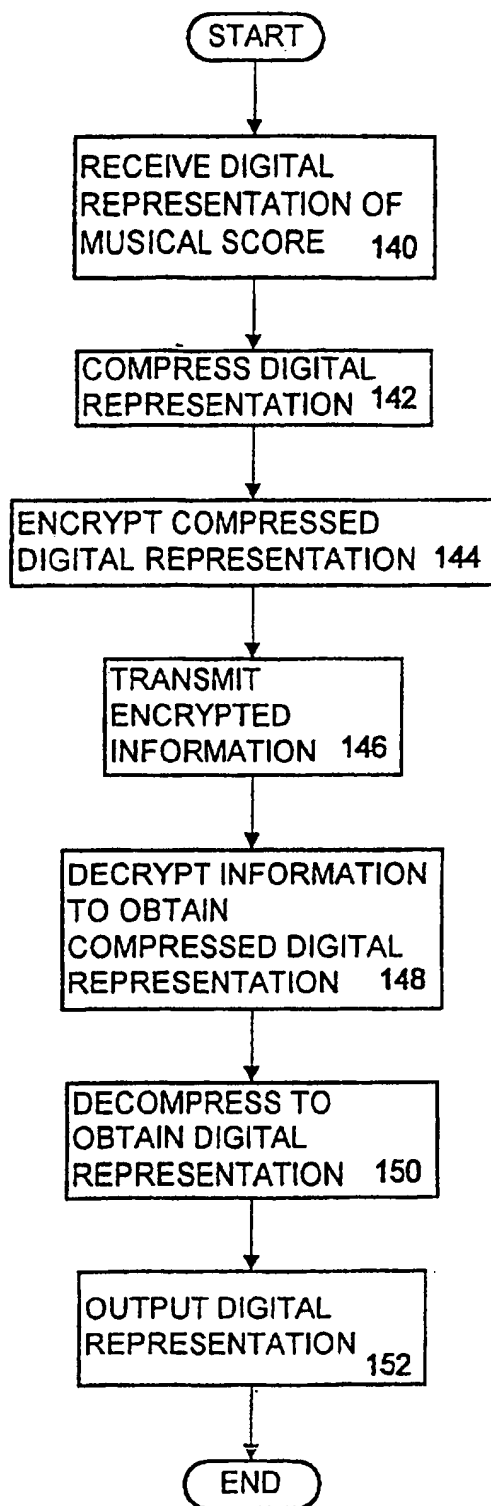 START
RECEIVE DIGITAL
REPRESENTATION OF
MUSICAL SCORE 140
COMPRESS DIGITAL
REPRESENTATION 142
ENCRYPT COMPRESSED
DIGITAL REPRESENTATION 144
TRANSMIT
ENCRYPTED
INFORMATION 146
DECRYPT INFORMATION
TO OBTAIN
COMPRESSED DIGITAL
REPRESENTATION 148
DECOMPRESS TO
OBTAIN DIGITAL
REPRESENTATION 150
OUTPUT DIGITAL
REPRESENTATION
152
END